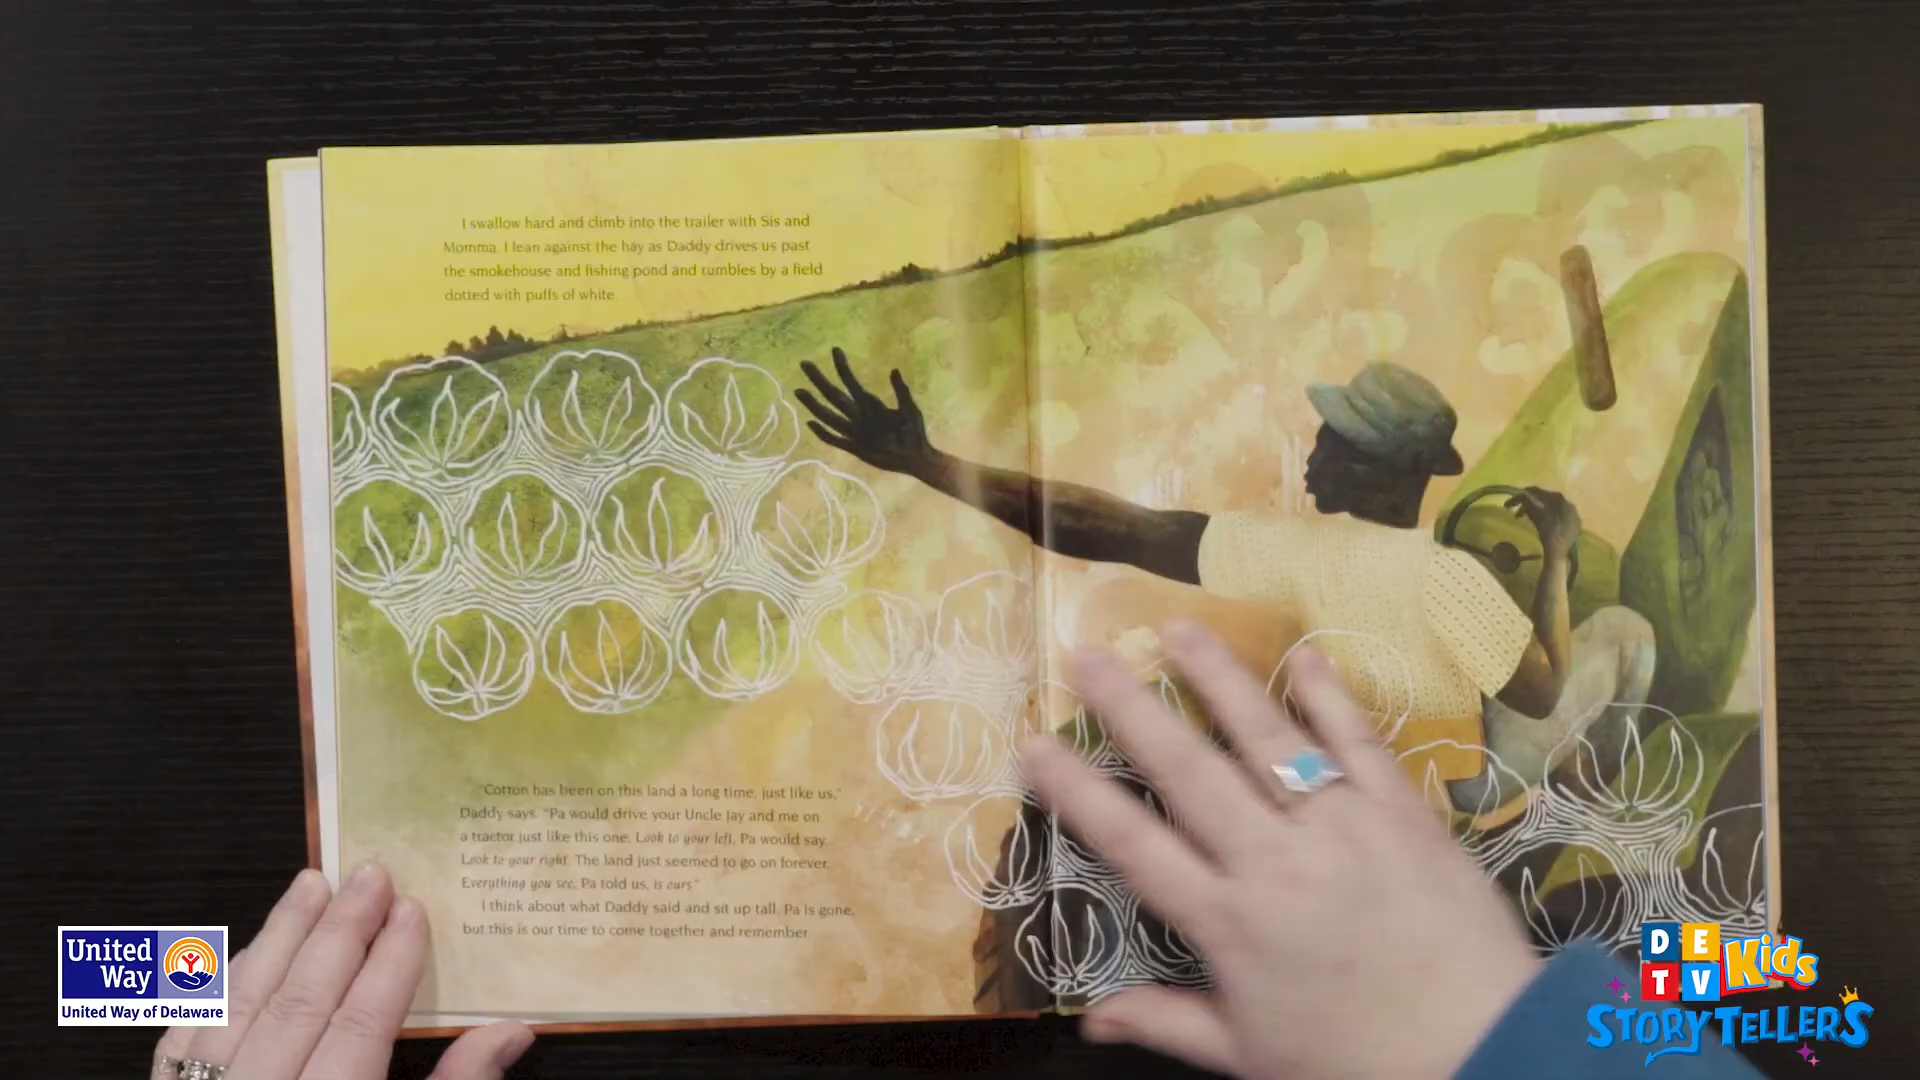 I swallow hard and climb into the trailer with Sis and
Momma. I lean against the hay as Daddy drives us past
the smokehouse and fishing pond and rumbles by a field
dotted with puffs of white.
"Cotton has been on this land a long time, just like us,"
Daddy says. "Pa would drive your Uncle Jay and me on
a tractor just like this one. Look to your left, Pa would say.
Look to your right. The land just seemed to go on forever.
Everything you see, Pa told us, is ours."
I think about what Daddy said and sit up tall. Pa is gone,
but this is our time to come together and remember.
United
Way
United Way of Delaware
DE
TV Kids
STORYTELLERS